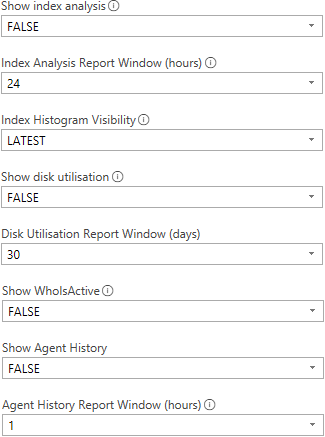 Show index analysis
FALSE
Index Analysis Report Window (hours)
24
Index Histogram Visibility
LATEST
Show disk utilisation
FALSE
Disk Utilisation Report Window (days)
30
Show WhoIsActive
FALSE
Show Agent History
FALSE
Agent History Report Window (hours)
1